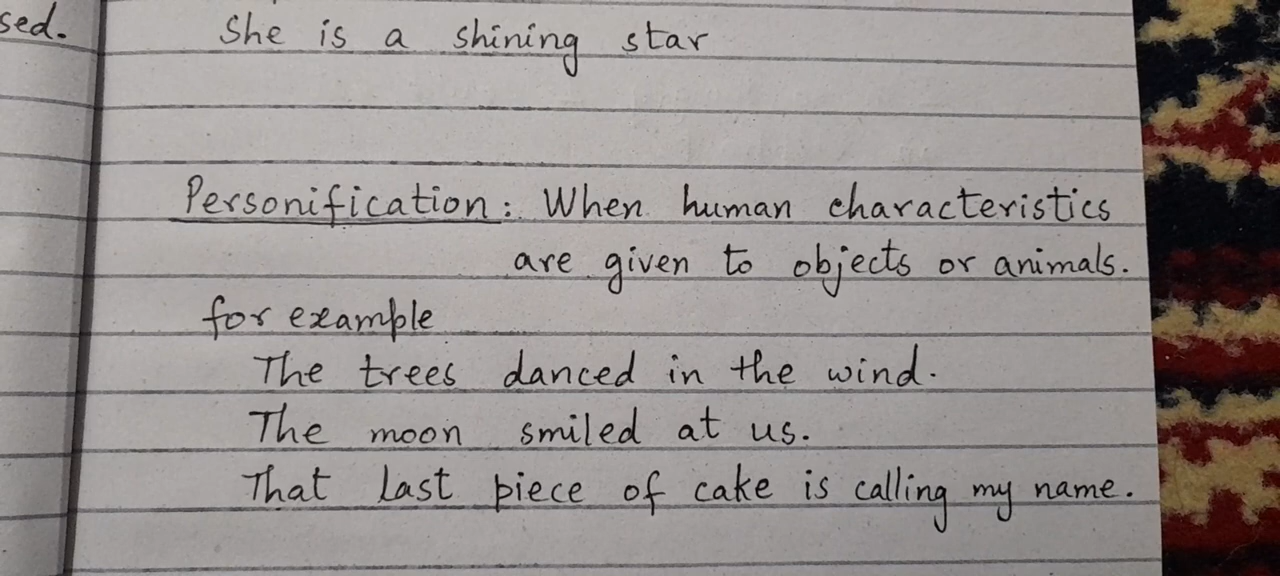 sed.
She is a shining star
Personification: When human characteristics
are given to objects or animals.
for example
The trees danced in the wind.
The moon smiled at us.
That last piece of cake is calling my name.